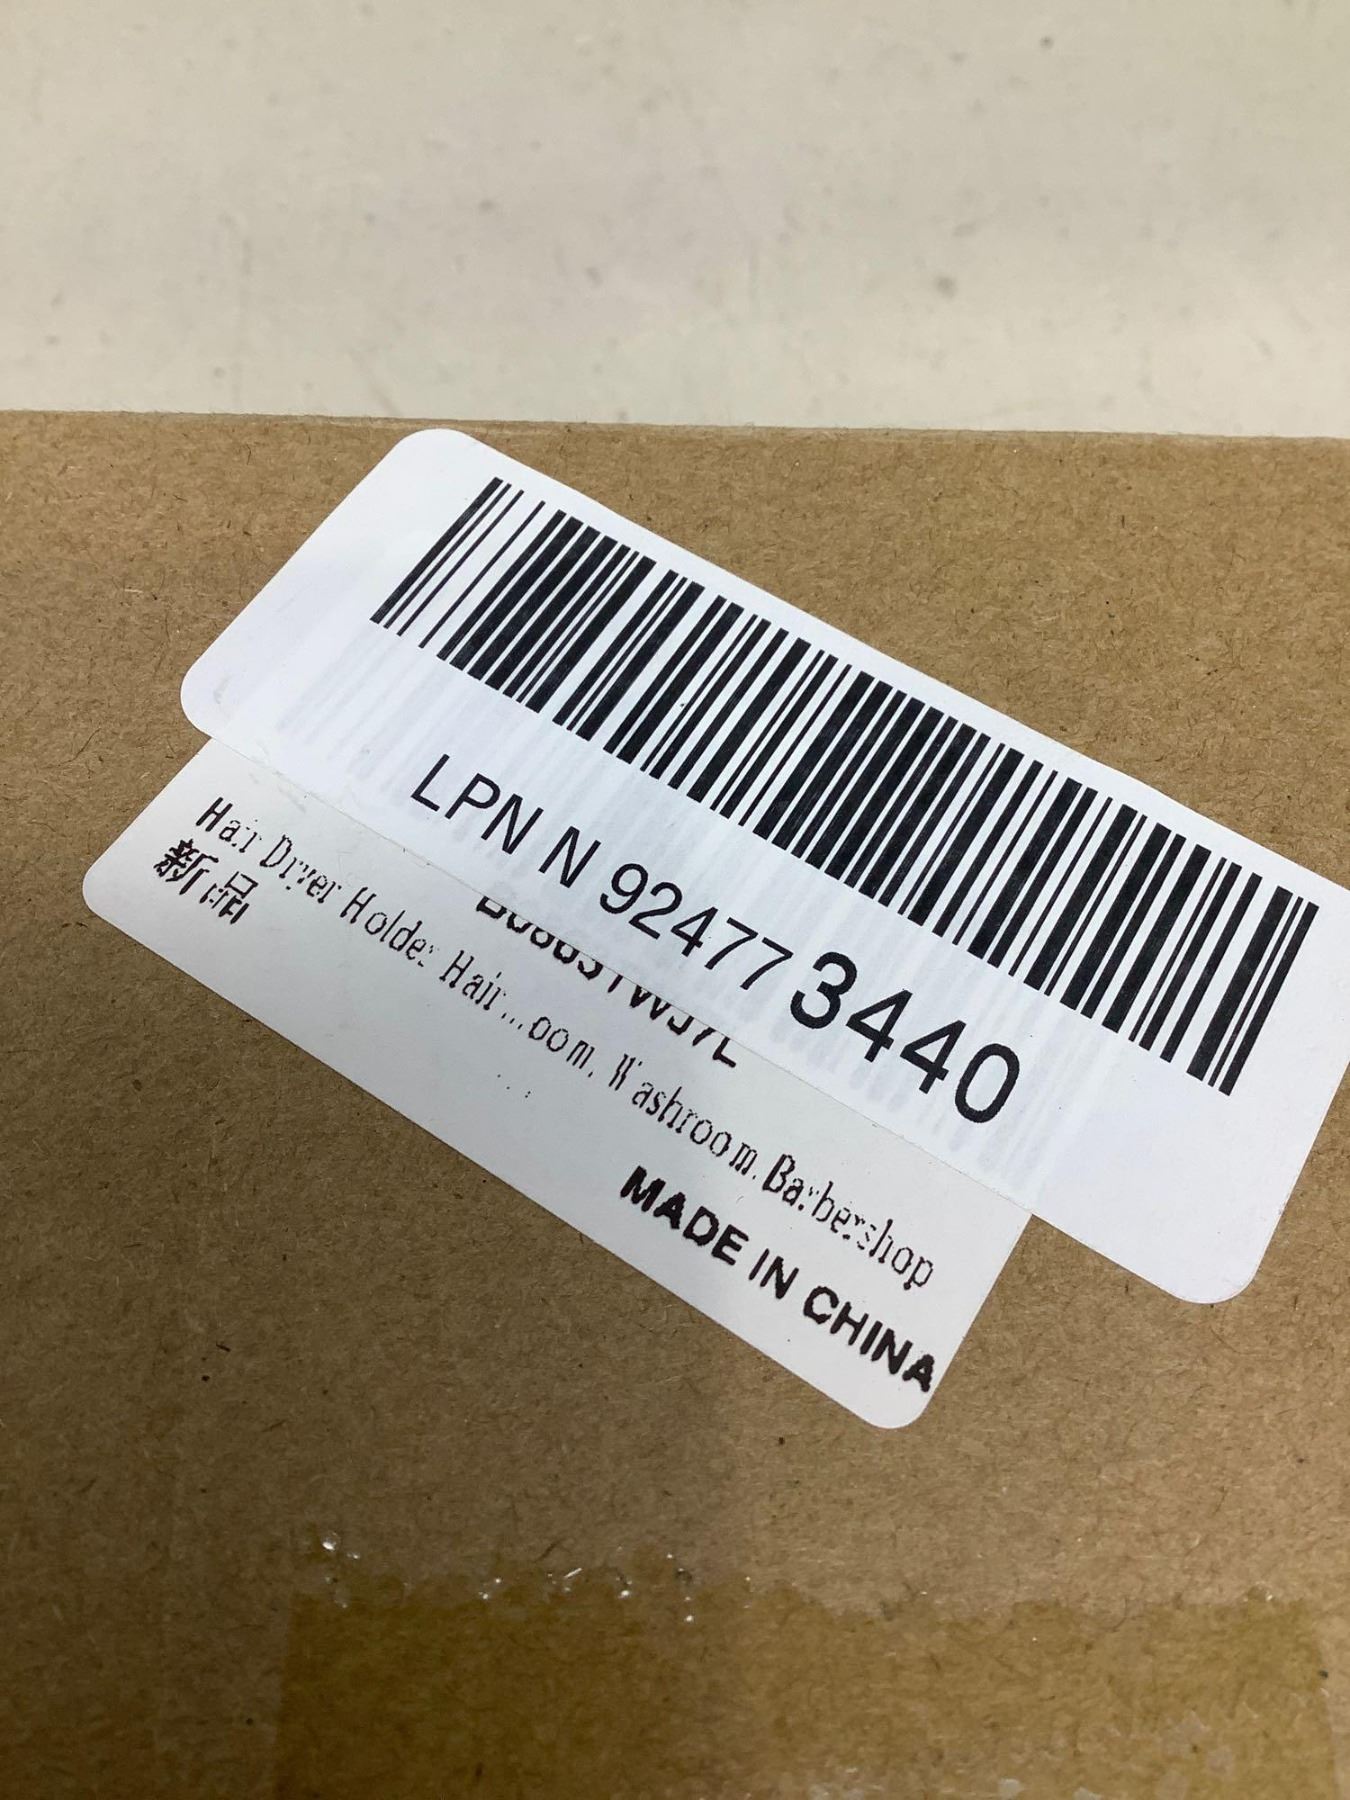 LPN N 92477 3440
Hair Dryer Holder Hair...oom, Washroom, Barbershop
新品
MADE IN CHINA